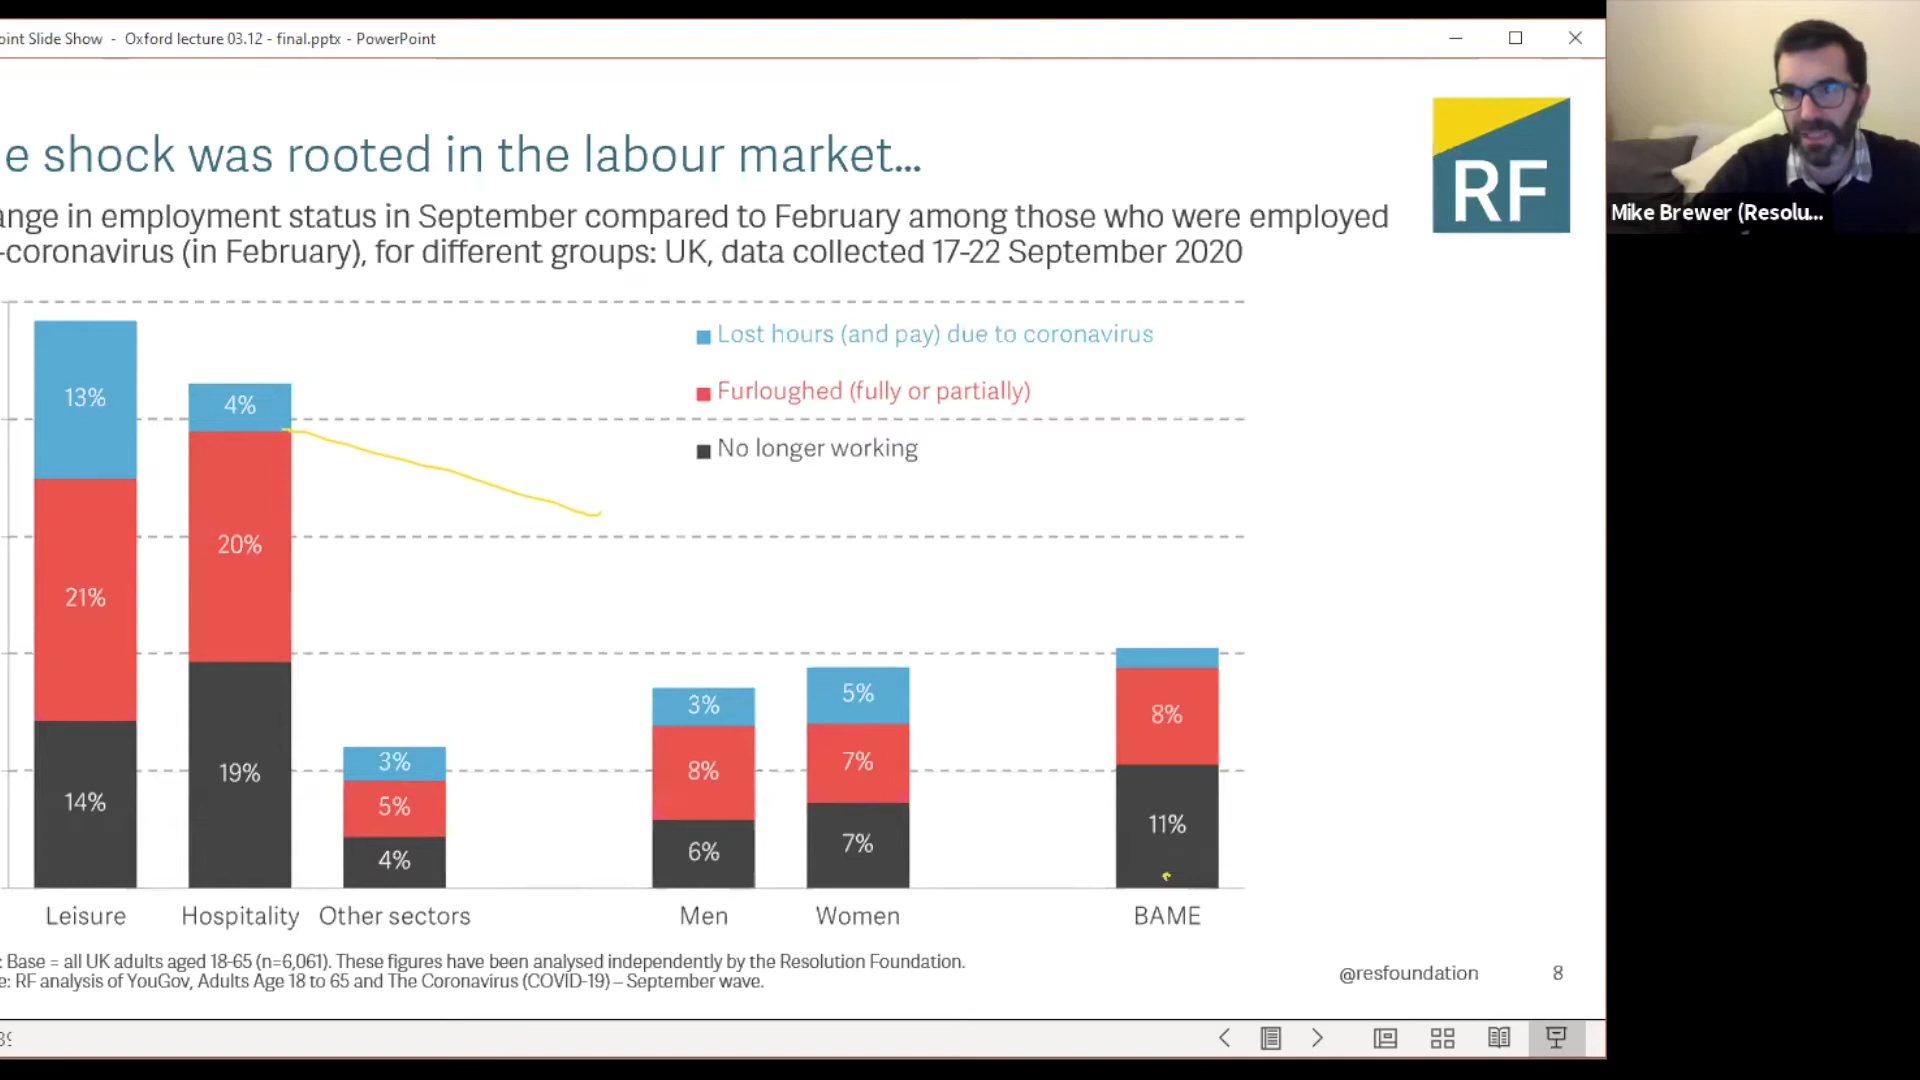 oint Slide Show - Oxford lecture 03.12 - final.pptx - PowerPoint
e shock was rooted in the labour market...
RF
Mike Brewer (Resolu...
ange in employment status in September compared to February among those who were employed
-coronavirus (in February), for different groups: UK, data collected 17-22 September 2020
Lost hours (and pay) due to coronavirus
Furloughed (fully or partially)
No longer working
13%
21%
14%
4%
20%
19%
3%
5%
4%
3%
8%
6%
5%
7%
7%
8%
11%
Leisure
Hospitality
Other sectors
Men
Women
BAME
: Base = all UK adults aged 18-65 (n=6,061). These figures have been analysed independently by the Resolution Foundation.
e: RF analysis of YouGov, Adults Age 18 to 65 and The Coronavirus (COVID-19) – September wave.
@resfoundation
8